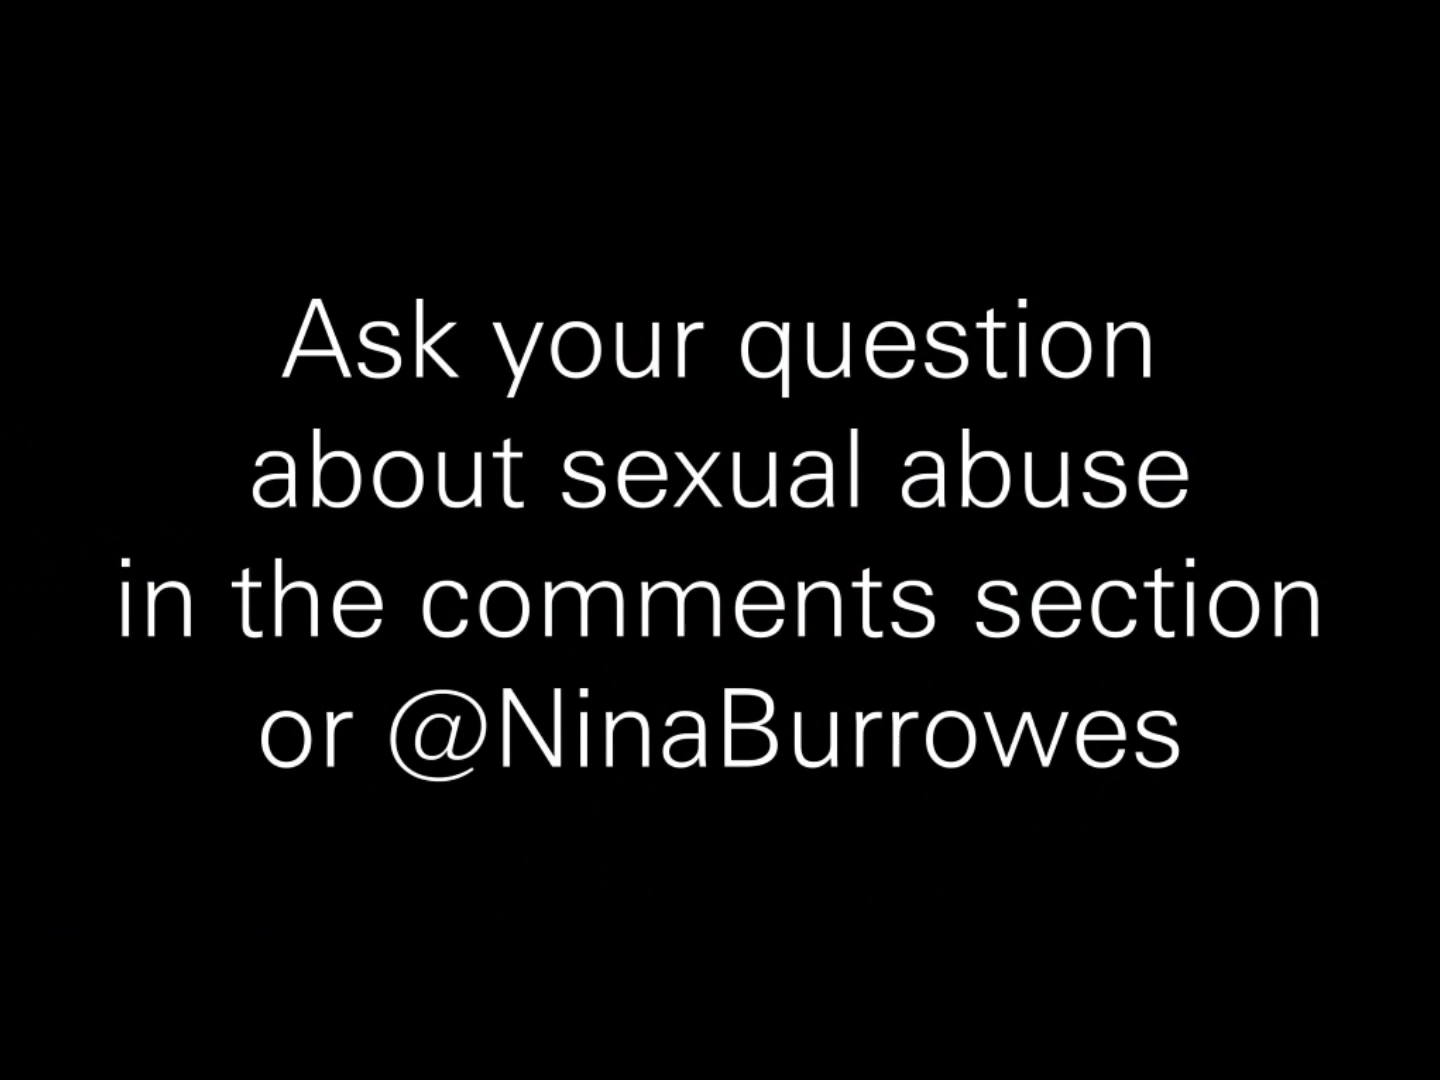 Ask your question
about sexual abuse
in the comments section
or @NinaBurrowes